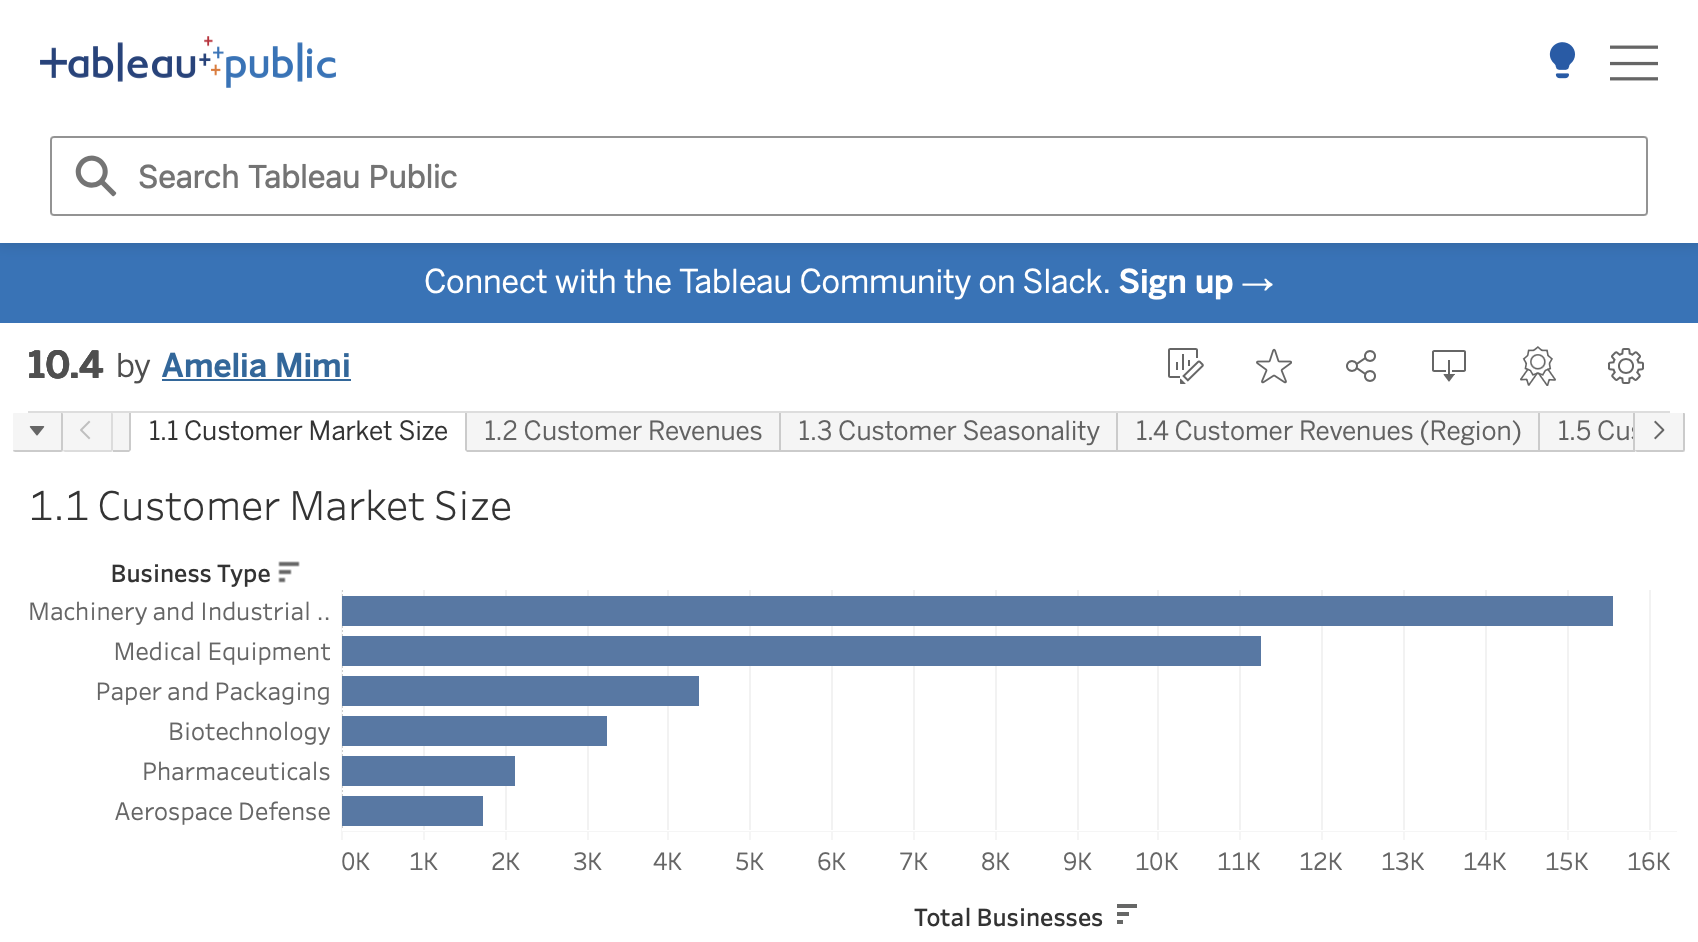 tableau public
Search Tableau Public
Connect with the Tableau Community on Slack. Sign up →
10.4 by Amelia Mimi
1.1 Customer Market Size 1.2 Customer Revenues 1.3 Customer Seasonality 1.4 Customer Revenues (Region) 1.5 Cus
1.1 Customer Market Size
Business Type
Machinery and Industrial ..
Medical Equipment
Paper and Packaging
Biotechnology
Pharmaceuticals
Aerospace Defense
0K 1K 2K 3K 4K 5K 6K 7K 8K 9K 10K 11K 12K 13K 14K 15K 16K
Total Businesses